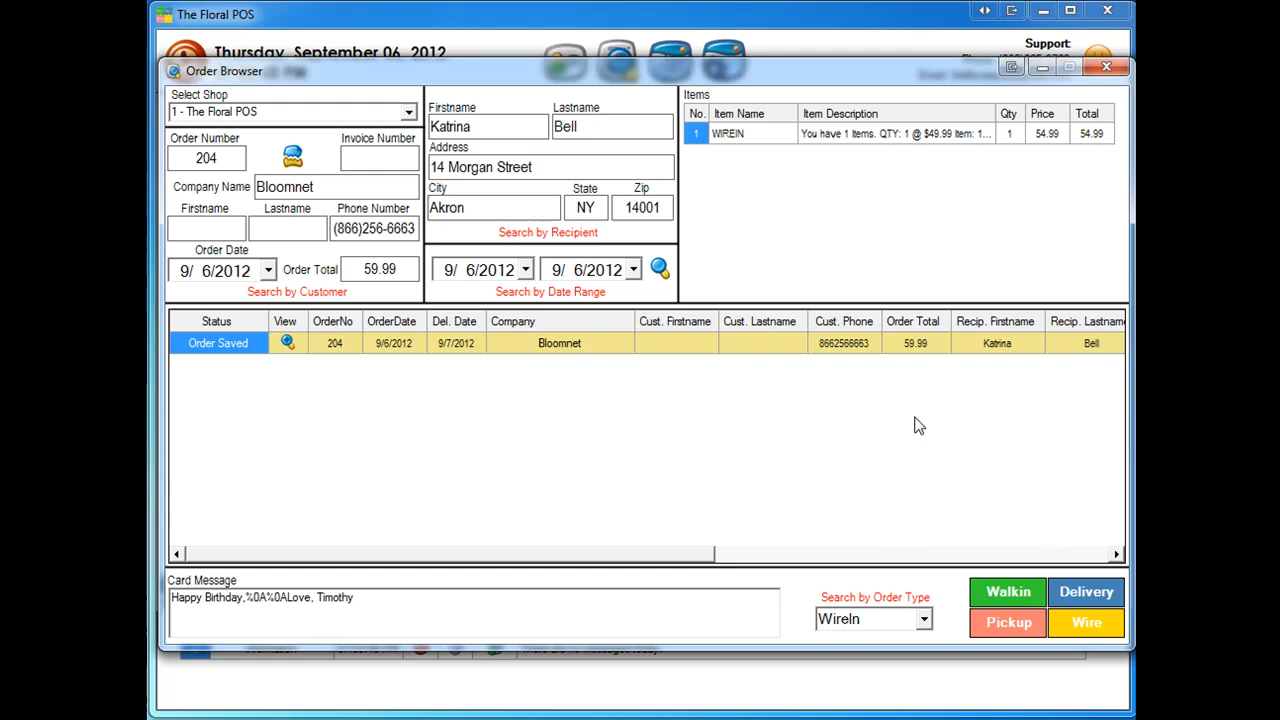 The Floral POS
Thursday, September 06, 2012
Support:
Order Browser
Select Shop
1 - The Floral POS
Order Number
Invoice Number
204
Company Name
Bloomnet
Firstname
Lastname
Phone Number
(866)256-6663
Order Date
9/ 6/2012
Order Total
59.99
Search by Customer
Firstname
Lastname
Katrina
Bell
Address
14 Morgan Street
City
State
Zip
Akron
NY
14001
Search by Recipient
9/ 6/2012
9/ 6/2012
Search by Date Range
Items
No. Item Name Item Description Qty Price Total
1 WIREIN You have 1 Items. QTY: 1 @ $49.99 Item: 1... 1 54.99 54.99
Status View OrderNo OrderDate Del. Date Company Cust. Firstname Cust. Lastname Cust. Phone Order Total Recip. Firstname Recip. Lastname
Order Saved 204 9/6/2012 9/7/2012 Bloomnet 8662566663 59.99 Katrina Bell
Card Message
Happy Birthday,%0A%0ALove, Timothy
Search by Order Type
WireIn
Walkin
Delivery
Pickup
Wire